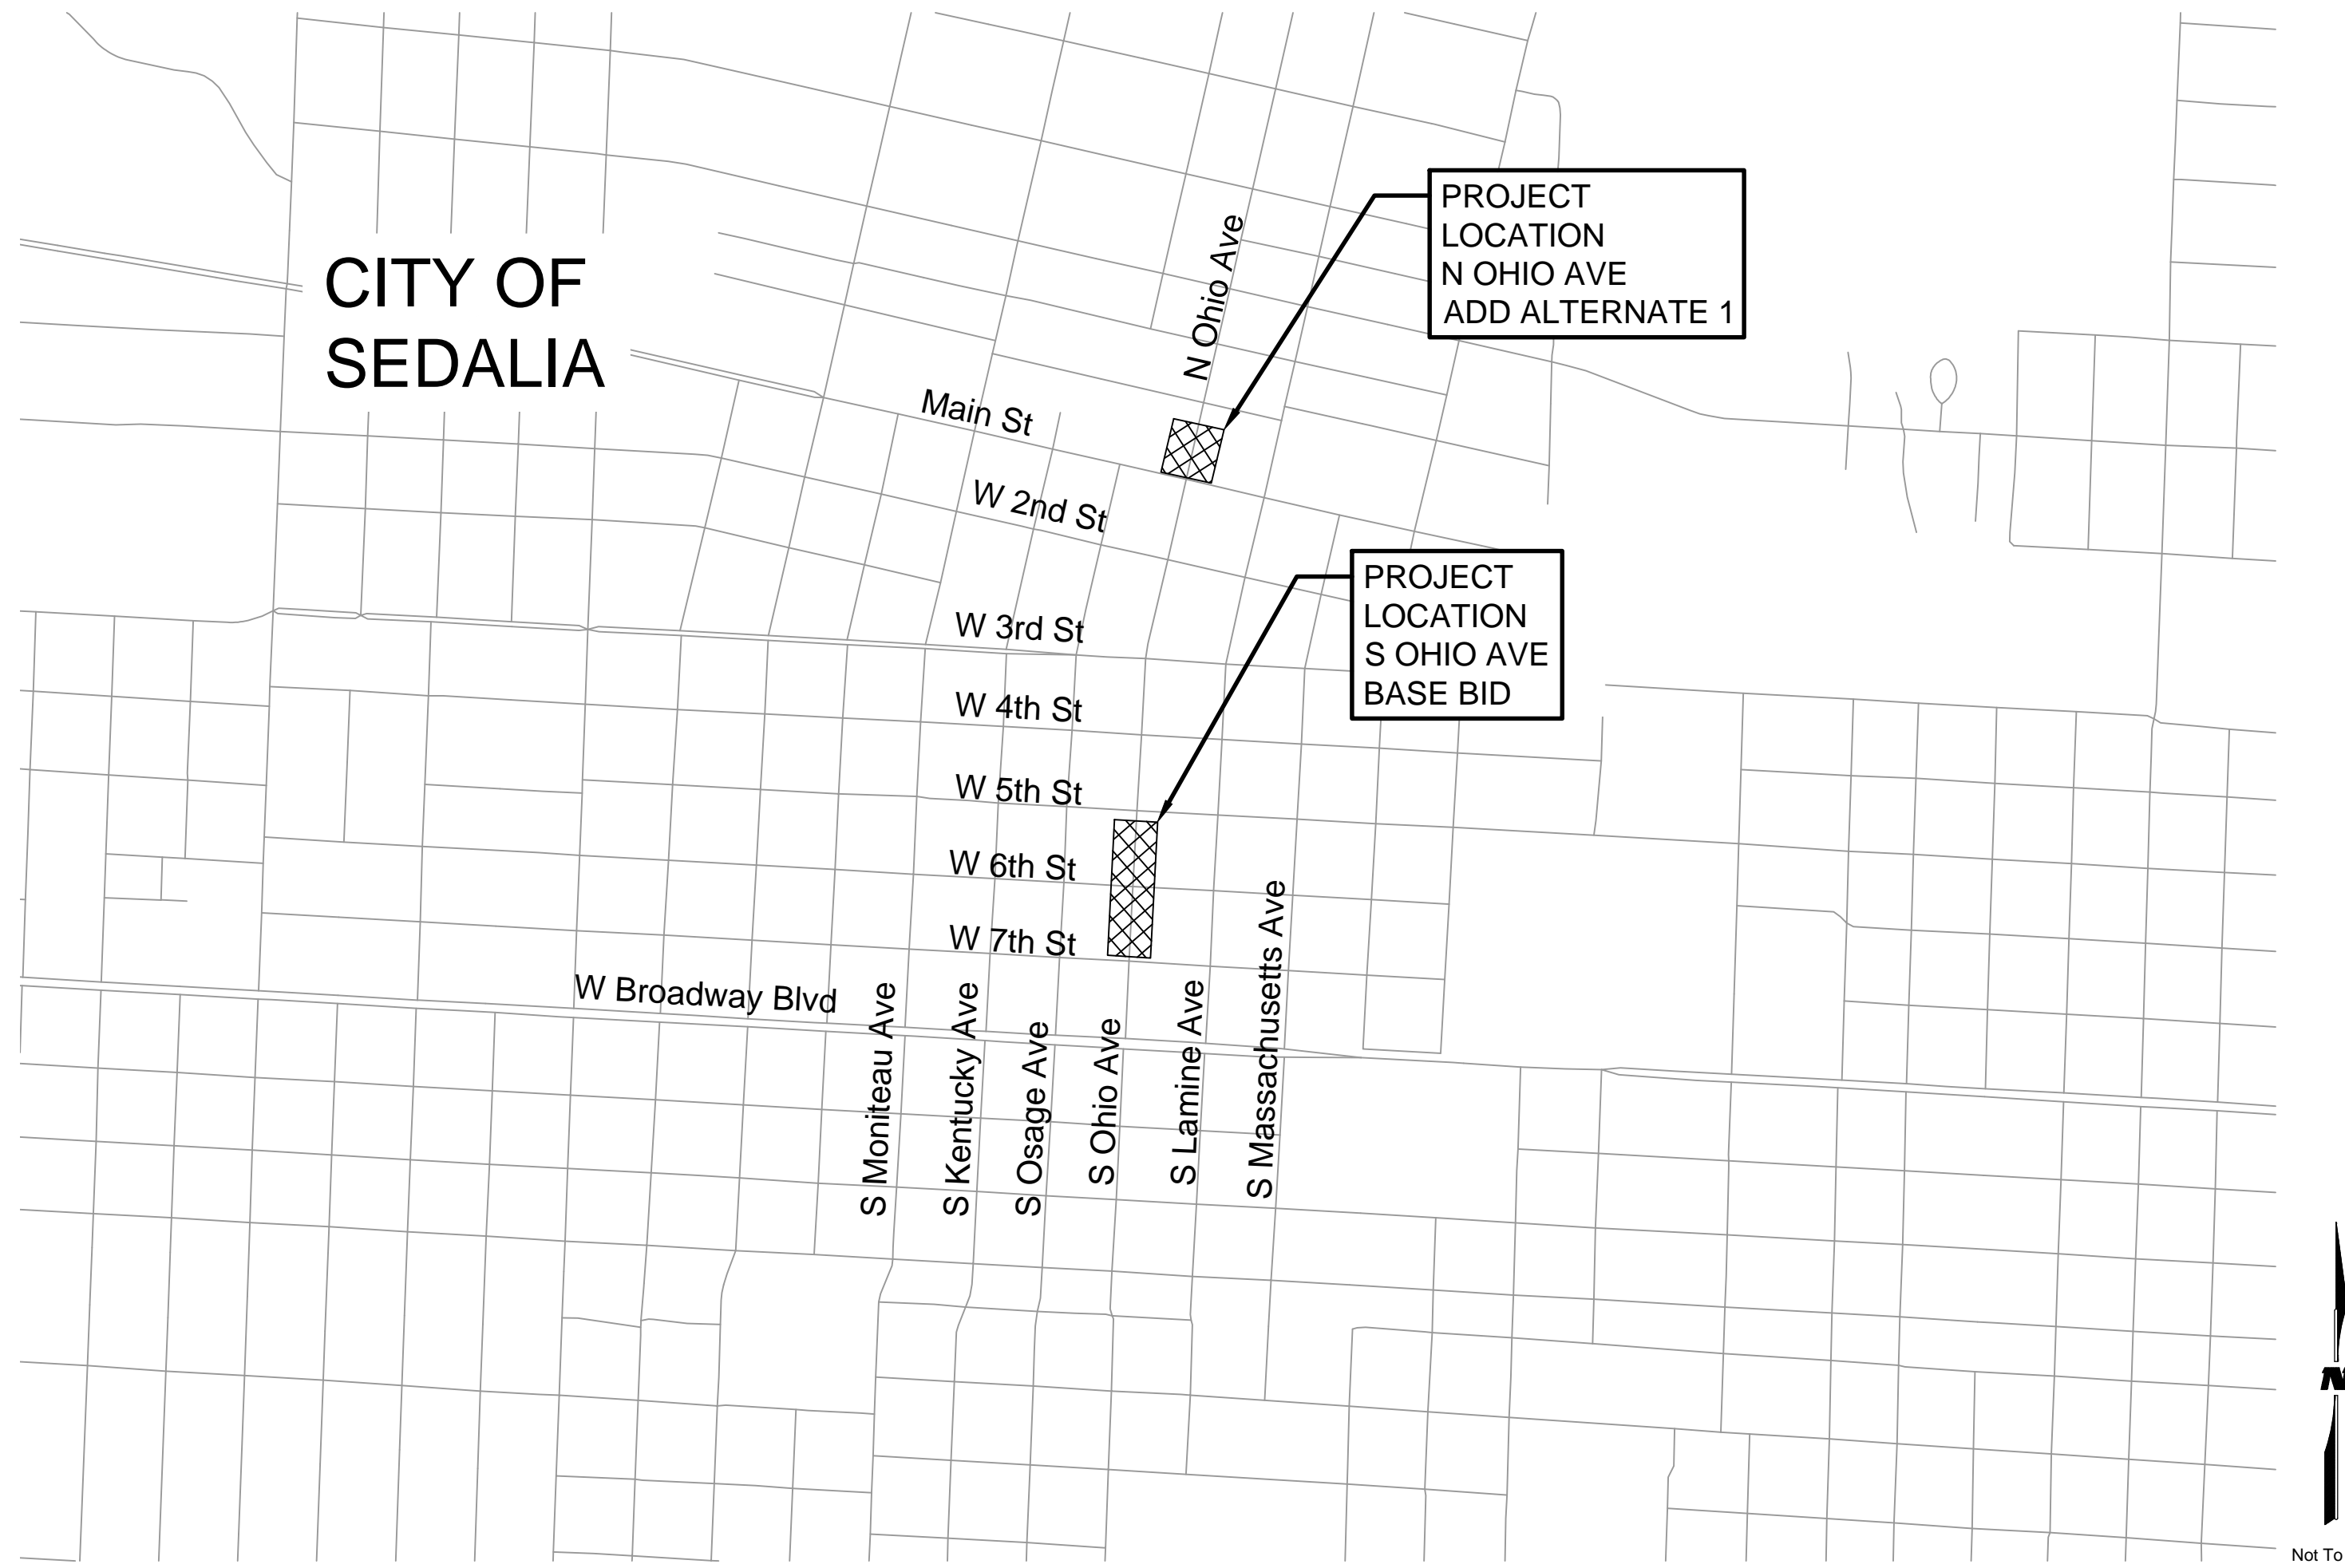 CITY OF
SEDALIA
PROJECT
LOCATION
N OHIO AVE
ADD ALTERNATE 1
N Ohio Ave
Main St
W 2nd St
PROJECT
LOCATION
S OHIO AVE
BASE BID
W 3rd St
W 4th St
W 5th St
W 6th St
W 7th St
W Broadway Blvd
S Moniteau Ave
S Kentucky Ave
S Osage Ave
S Ohio Ave
S Lamine Ave
S Massachusetts Ave
N
Not To